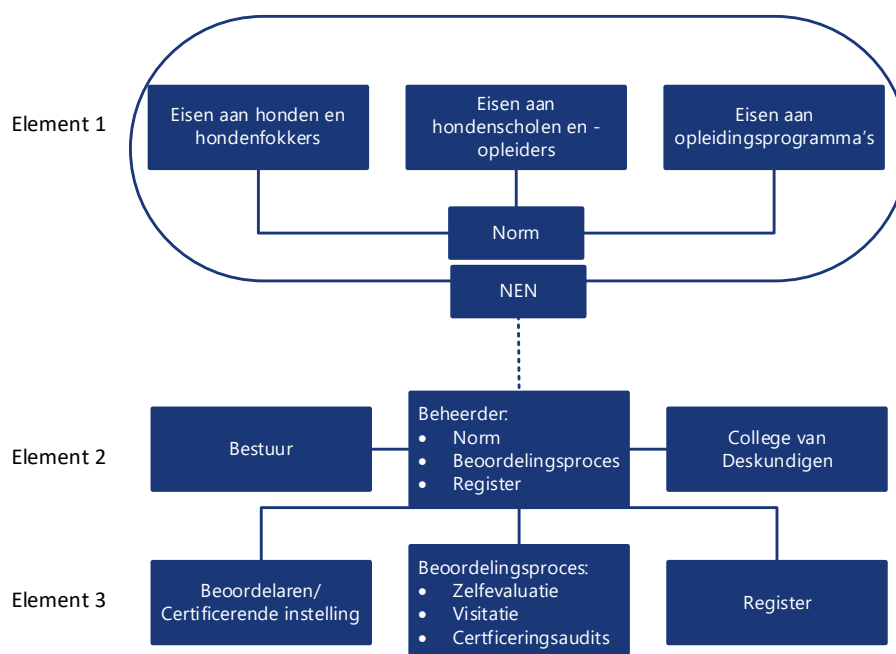 Element 1
Eisen aan honden en
hondenfokkers
Eisen aan
hondenscholen en -
opleiders
Eisen aan
opleidingsprogramma's
Norm
NEN
Element 2
Bestuur
Beheerder:
• Norm
• Beoordelingsproces
• Register
College van
Deskundigen
Element 3
Beoordelaren/
Certificerende instelling
Beoordelingsproces:
• Zelfevaluatie
• Visitatie
• Certficeringsaudits
Register